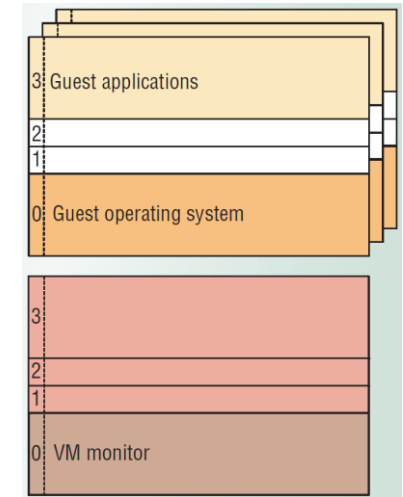 3 Guest applications
2
1
0 Guest operating system
3
2
1
0 VM monitor